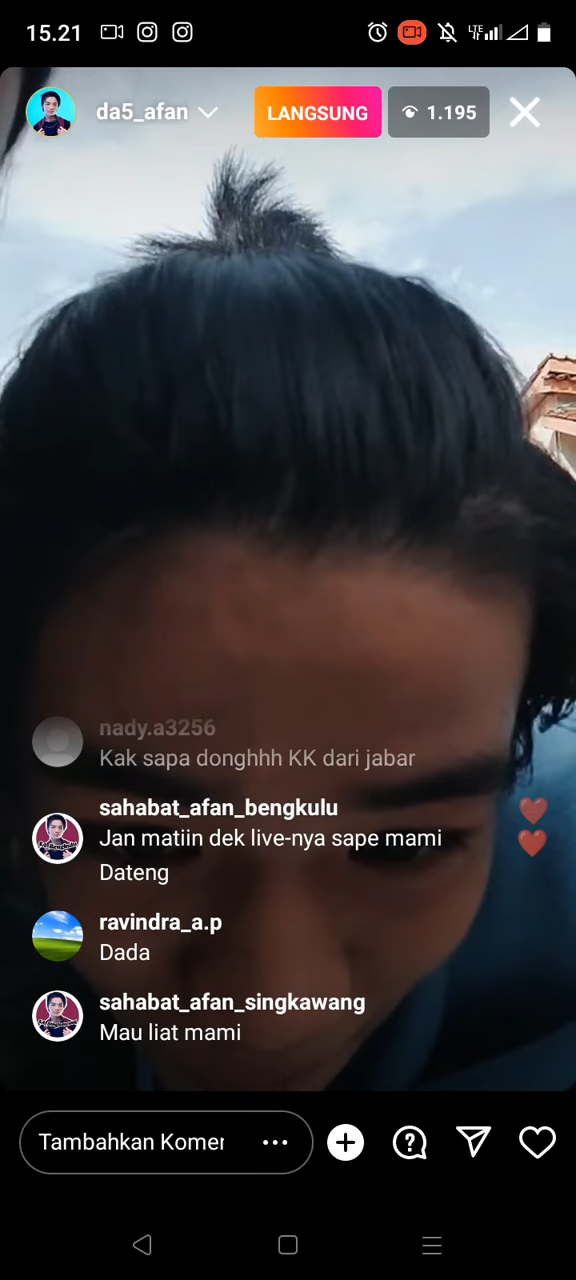 15.21
LTE
da5_afan
LANGSUNG
1.195
nady.a3256
Kak sapa donghhh KK dari jabar
sahabat_afan_bengkulu
Jan matiin dek live-nya sape mami
Dateng
ravindra_a.p
Dada
sahabat_afan_singkawang
Mau liat mami
Tambahkan Komer